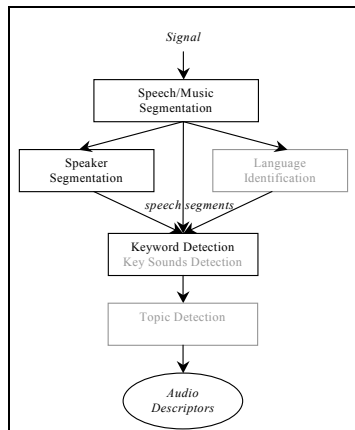 Signal
Speech/Music
Segmentation
Speaker
Segmentation
Language
Identification
speech segments
Keyword Detection
Key Sounds Detection
Topic Detection
Audio
Descriptors